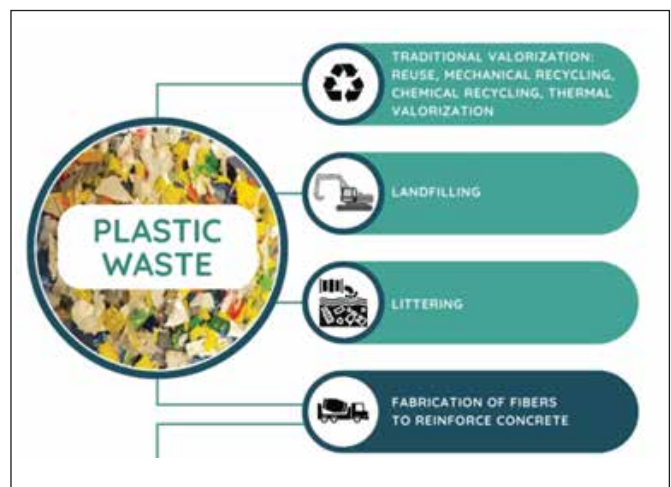 PLASTIC
WASTE
TRADITIONAL VALORIZATION:
REUSE, MECHANICAL RECYCLING,
CHEMICAL RECYCLING, THERMAL
VALORIZATION
LANDFILLING
LITTERING
FABRICATION OF FIBERS
TO REINFORCE CONCRETE